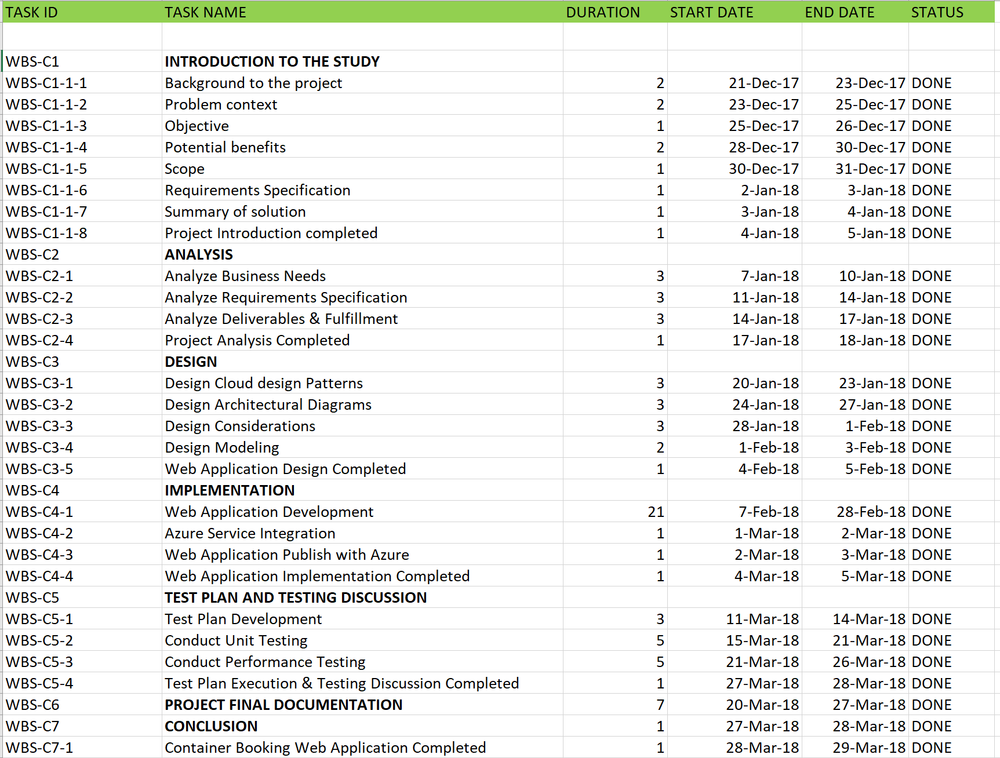 TASK ID TASK NAME DURATION START DATE END DATE STATUS
WBS-C1 INTRODUCTION TO THE STUDY
WBS-C1-1-1 Background to the project 2 21-Dec-17 23-Dec-17 DONE
WBS-C1-1-2 Problem context 2 23-Dec-17 25-Dec-17 DONE
WBS-C1-1-3 Objective 1 25-Dec-17 26-Dec-17 DONE
WBS-C1-1-4 Potential benefits 2 28-Dec-17 30-Dec-17 DONE
WBS-C1-1-5 Scope 1 30-Dec-17 31-Dec-17 DONE
WBS-C1-1-6 Requirements Specification 1 2-Jan-18 3-Jan-18 DONE
WBS-C1-1-7 Summary of solution 1 3-Jan-18 4-Jan-18 DONE
WBS-C1-1-8 Project Introduction completed 1 4-Jan-18 5-Jan-18 DONE
WBS-C2 ANALYSIS
WBS-C2-1 Analyze Business Needs 3 7-Jan-18 10-Jan-18 DONE
WBS-C2-2 Analyze Requirements Specification 3 11-Jan-18 14-Jan-18 DONE
WBS-C2-3 Analyze Deliverables & Fulfillment 3 14-Jan-18 17-Jan-18 DONE
WBS-C2-4 Project Analysis Completed 1 17-Jan-18 18-Jan-18 DONE
WBS-C3 DESIGN
WBS-C3-1 Design Cloud design Patterns 3 20-Jan-18 23-Jan-18 DONE
WBS-C3-2 Design Architectural Diagrams 3 24-Jan-18 27-Jan-18 DONE
WBS-C3-3 Design Considerations 3 28-Jan-18 1-Feb-18 DONE
WBS-C3-4 Design Modeling 2 1-Feb-18 3-Feb-18 DONE
WBS-C3-5 Web Application Design Completed 1 4-Feb-18 5-Feb-18 DONE
WBS-C4 IMPLEMENTATION
WBS-C4-1 Web Application Development 21 7-Feb-18 28-Feb-18 DONE
WBS-C4-2 Azure Service Integration 1 1-Mar-18 2-Mar-18 DONE
WBS-C4-3 Web Application Publish with Azure 1 2-Mar-18 3-Mar-18 DONE
WBS-C4-4 Web Application Implementation Completed 1 4-Mar-18 5-Mar-18 DONE
WBS-C5 TEST PLAN AND TESTING DISCUSSION
WBS-C5-1 Test Plan Development 3 11-Mar-18 14-Mar-18 DONE
WBS-C5-2 Conduct Unit Testing 5 15-Mar-18 21-Mar-18 DONE
WBS-C5-3 Conduct Performance Testing 5 21-Mar-18 26-Mar-18 DONE
WBS-C5-4 Test Plan Execution & Testing Discussion Completed 1 27-Mar-18 28-Mar-18 DONE
WBS-C6 PROJECT FINAL DOCUMENTATION 7 20-Mar-18 27-Mar-18 DONE
WBS-C7 CONCLUSION 1 27-Mar-18 28-Mar-18 DONE
WBS-C7-1 Container Booking Web Application Completed 1 28-Mar-18 29-Mar-18 DONE